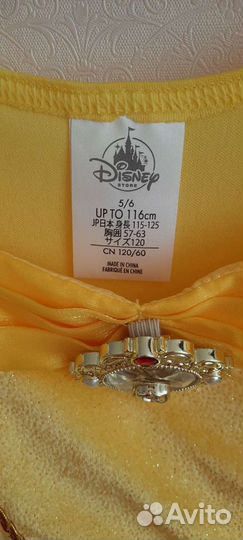 Disney
STORE
5/6
UP TO 116cm
JP日本 身長 115-125
胸囲 57-63
サイズ120
CN 120/60
MADE IN CHINA
FABRIQUÉ EN CHINE
Avito